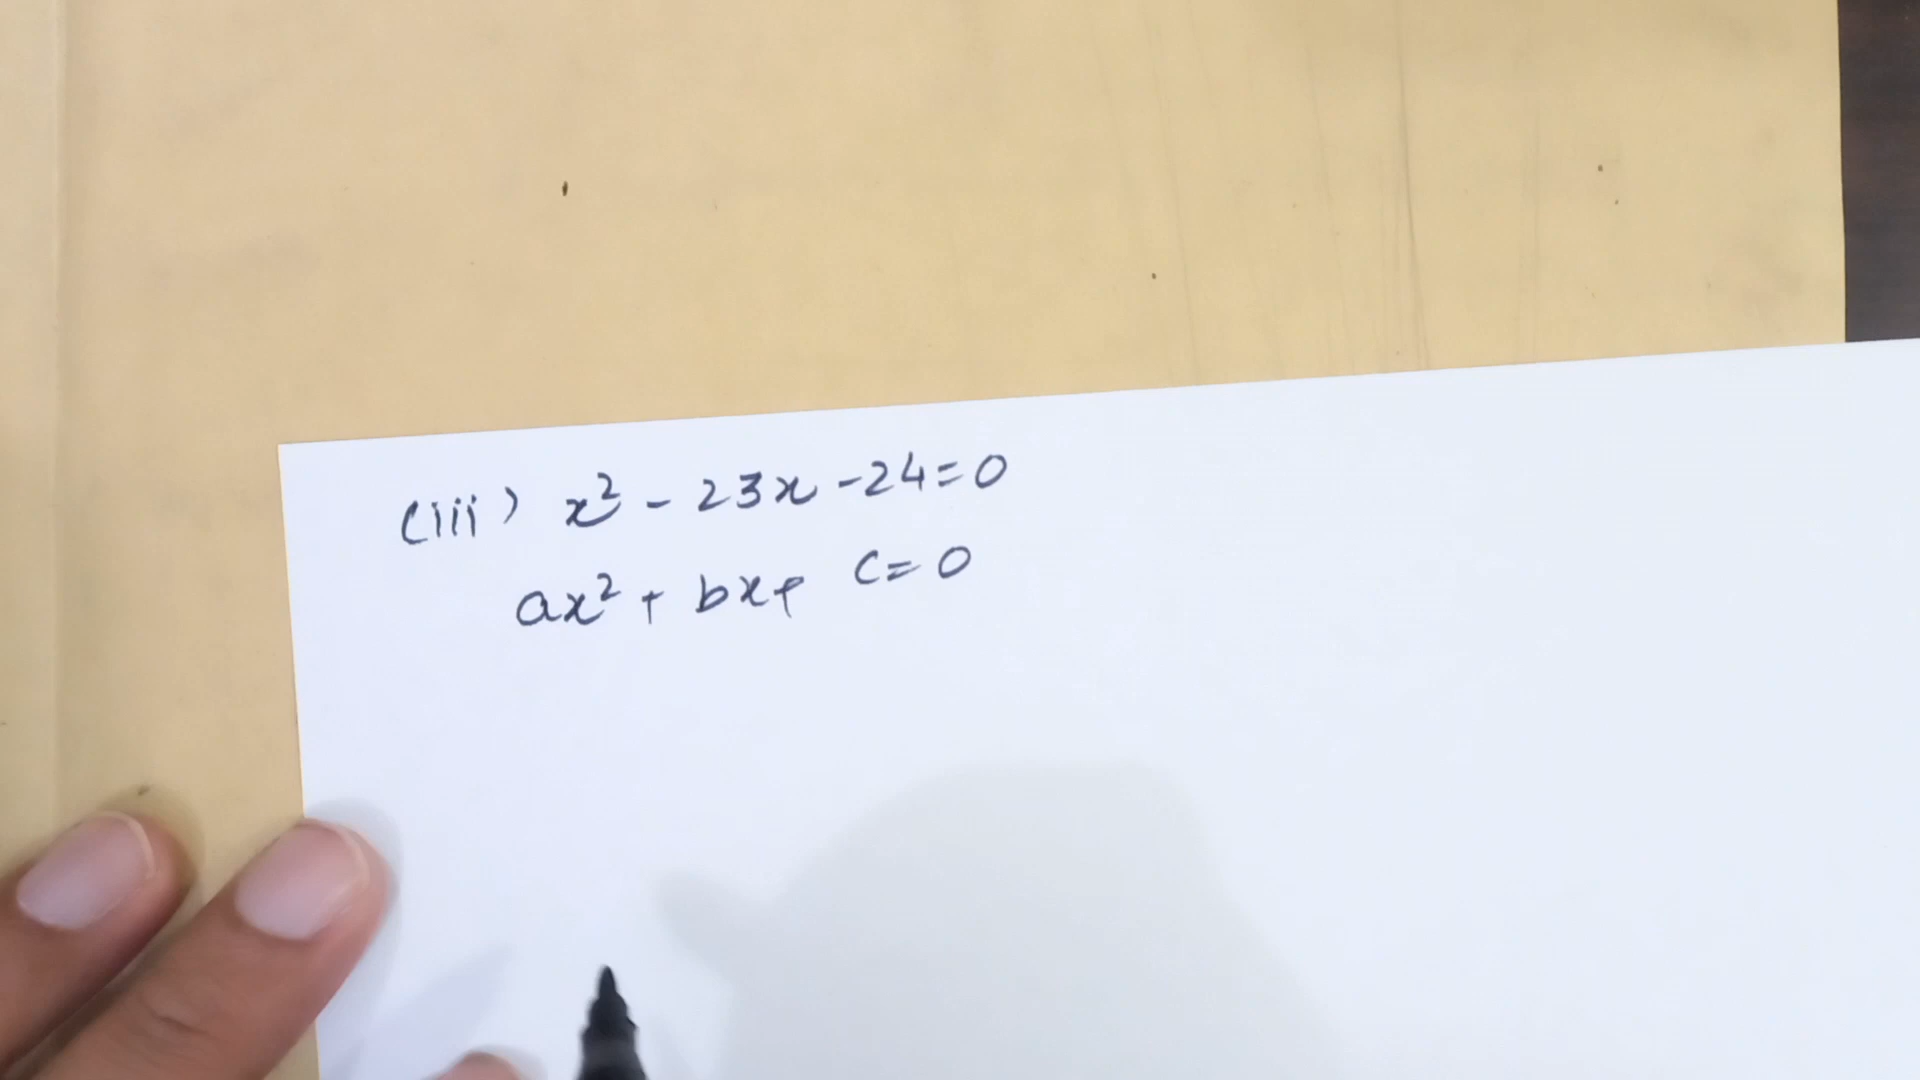 (iii) x² - 23x - 24 = 0
ax² + bx + c = 0